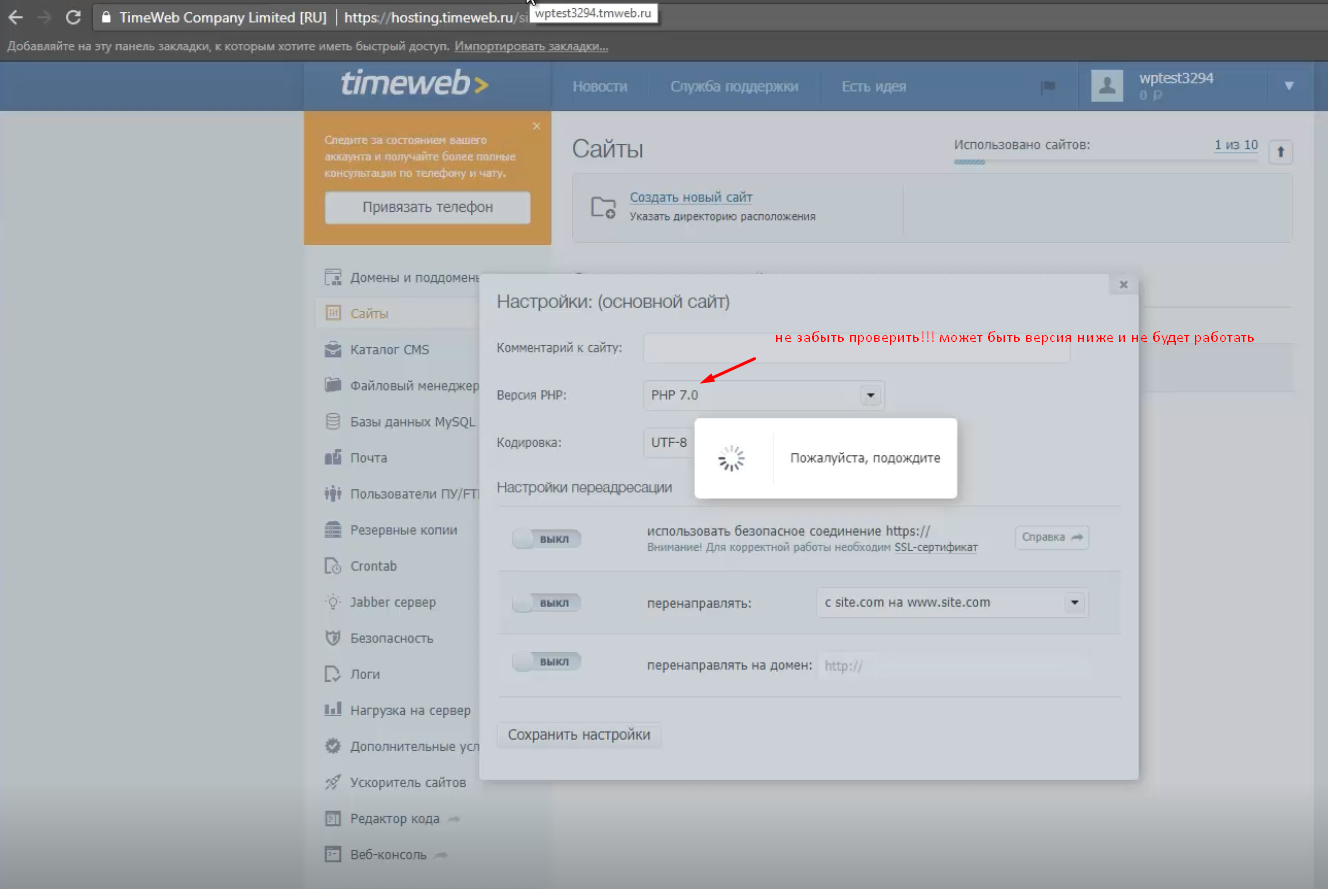 TimeWeb Company Limited [RU]
https://hosting.timeweb.ru/si
wptest3294.tmweb.ru
Добавляйте на эту панель закладки, к которым хотите иметь быстрый доступ. Импортировать закладки...
timeweb>
Новости
Служба поддержки
Есть идея
wptest3294
0 ₽
Следите за состоянием вашего
аккаунта и получайте более полные
консультации по телефону и чату.
Привязать телефон
Сайты
Использовано сайтов:
1 из 10
Создать новый сайт
Указать директорию расположения
Домены и поддомены
Сайты
Каталог CMS
Файловый менеджер
Базы данных MySQL
Почта
Пользователи ПУ/FT
Резервные копии
Crontab
Jabber сервер
Безопасность
Логи
Нагрузка на сервер
Дополнительные усл
Ускоритель сайтов
Редактор кода
Веб-консоль
Настройки: (основной сайт)
Комментарий к сайту:
не забыть проверить!!! может быть версия ниже и не будет работать
Версия PHP:
PHP 7.0
Кодировка:
UTF-8
Пожалуйста, подождите
Настройки переадресации
ВЫКЛ
использовать безопасное соединение https://
Внимание! Для корректной работы необходим SSL-сертификат
Справка
ВЫКЛ
перенаправлять:
с site.com на www.site.com
ВЫКЛ
перенаправлять на домен:
http://
Сохранить настройки